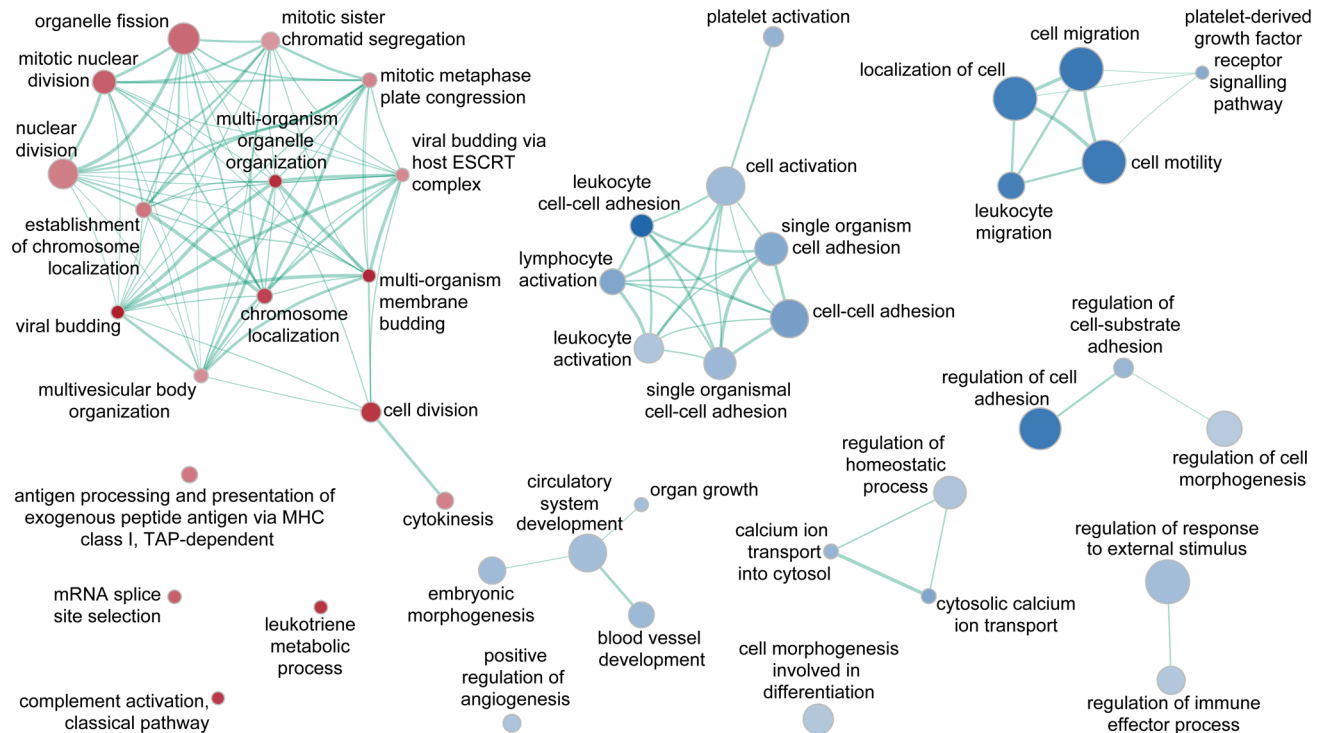 organelle fission
mitotic sister
chromatid segregation
mitotic nuclear
division
mitotic metaphase
plate congression
nuclear
division
multi-organism
organelle
organization
viral budding via
host ESCRT
complex
establishment
of chromosome
localization
viral budding
chromosome
localization
multi-organism
membrane
budding
multivesicular body
organization
cell division
cytokinesis
platelet activation
cell activation
leukocyte
cell-cell adhesion
single organism
cell adhesion
lymphocyte
activation
cell-cell adhesion
leukocyte
activation
single organismal
cell-cell adhesion
cell migration
localization of cell
platelet-derived
growth factor
receptor
signalling
pathway
cell motility
leukocyte
migration
regulation of
cell-substrate
adhesion
regulation of cell
adhesion
regulation of cell
morphogenesis
antigen processing and presentation of
exogenous peptide antigen via MHC
class I, TAP-dependent
mRNA splice
site selection
leukotriene
metabolic
process
complement activation,
classical pathway
circulatory
system
development
organ growth
embryonic
morphogenesis
blood vessel
development
positive
regulation of
angiogenesis
regulation of
homeostatic
process
calcium ion
transport
into cytosol
cytosolic calcium
ion transport
cell morphogenesis
involved in
differentiation
regulation of response
to external stimulus
regulation of immune
effector process